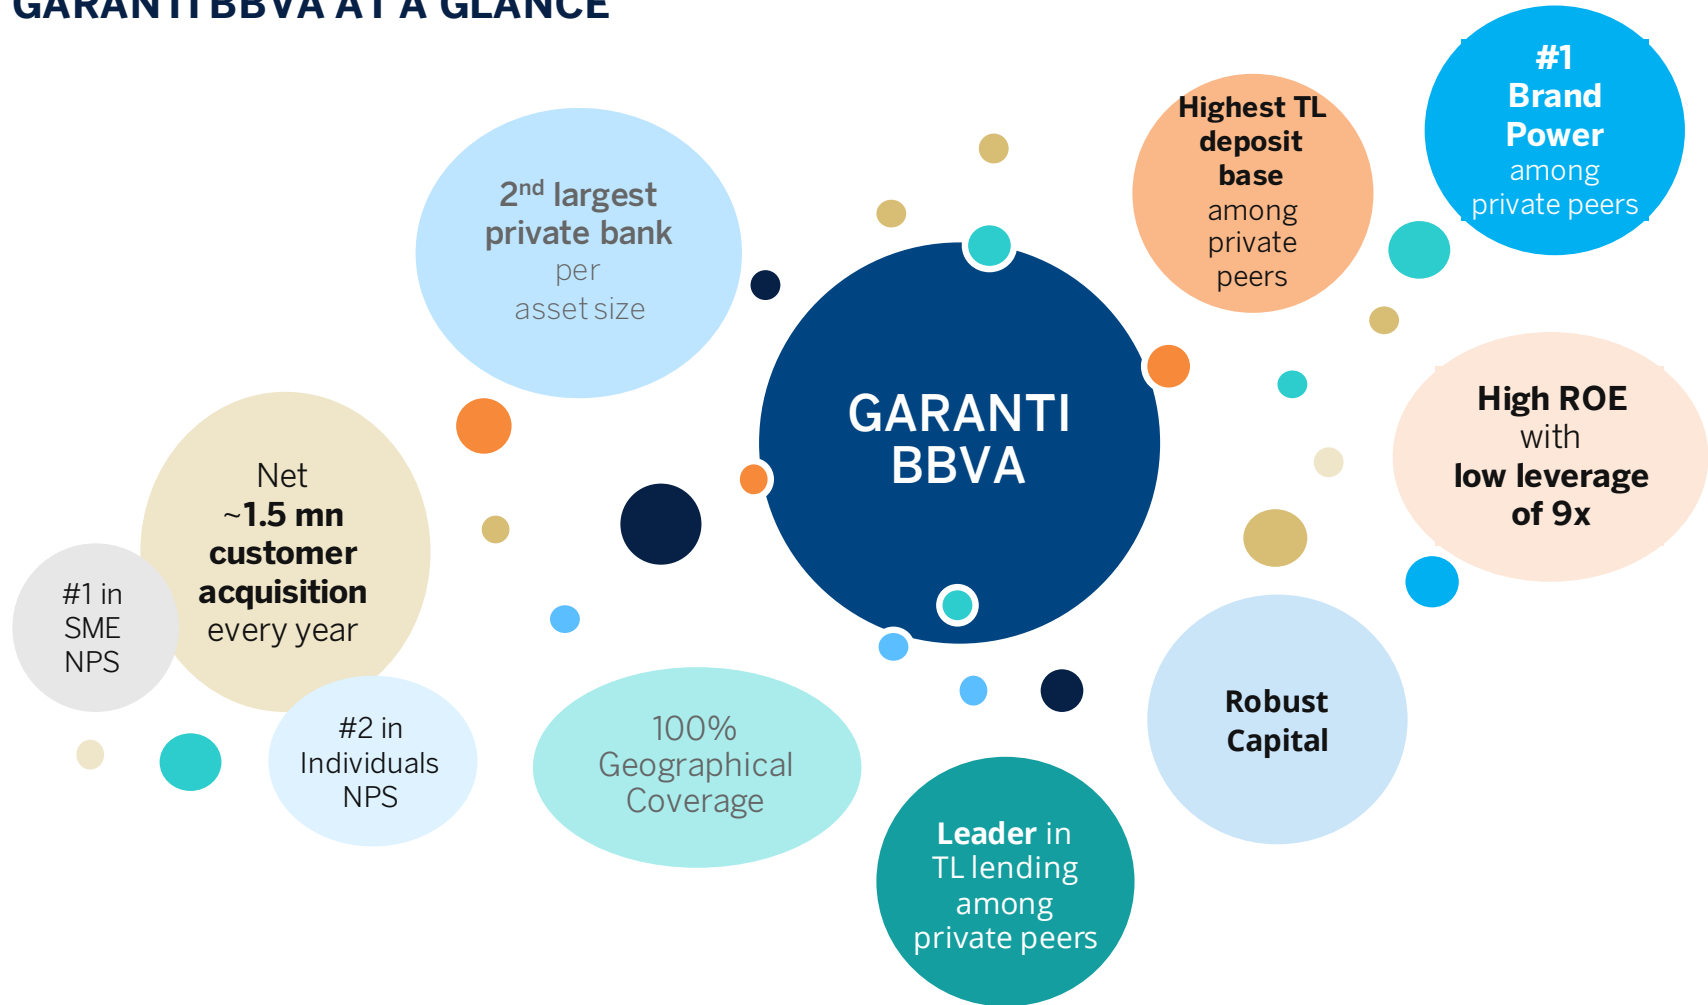 GARANTI BBVA AT A GLANCE
#1
Brand
Power
among
private peers
Highest TL
deposit
base
among
private
peers
2nd largest
private bank
per
asset size
GARANTI
BBVA
High ROE
with
low leverage
of 9x
Net
~1.5 mn
customer
acquisition
every year
#1 in
SME
NPS
#2 in
Individuals
NPS
100%
Geographical
Coverage
Robust
Capital
Leader in
TL lending
among
private peers